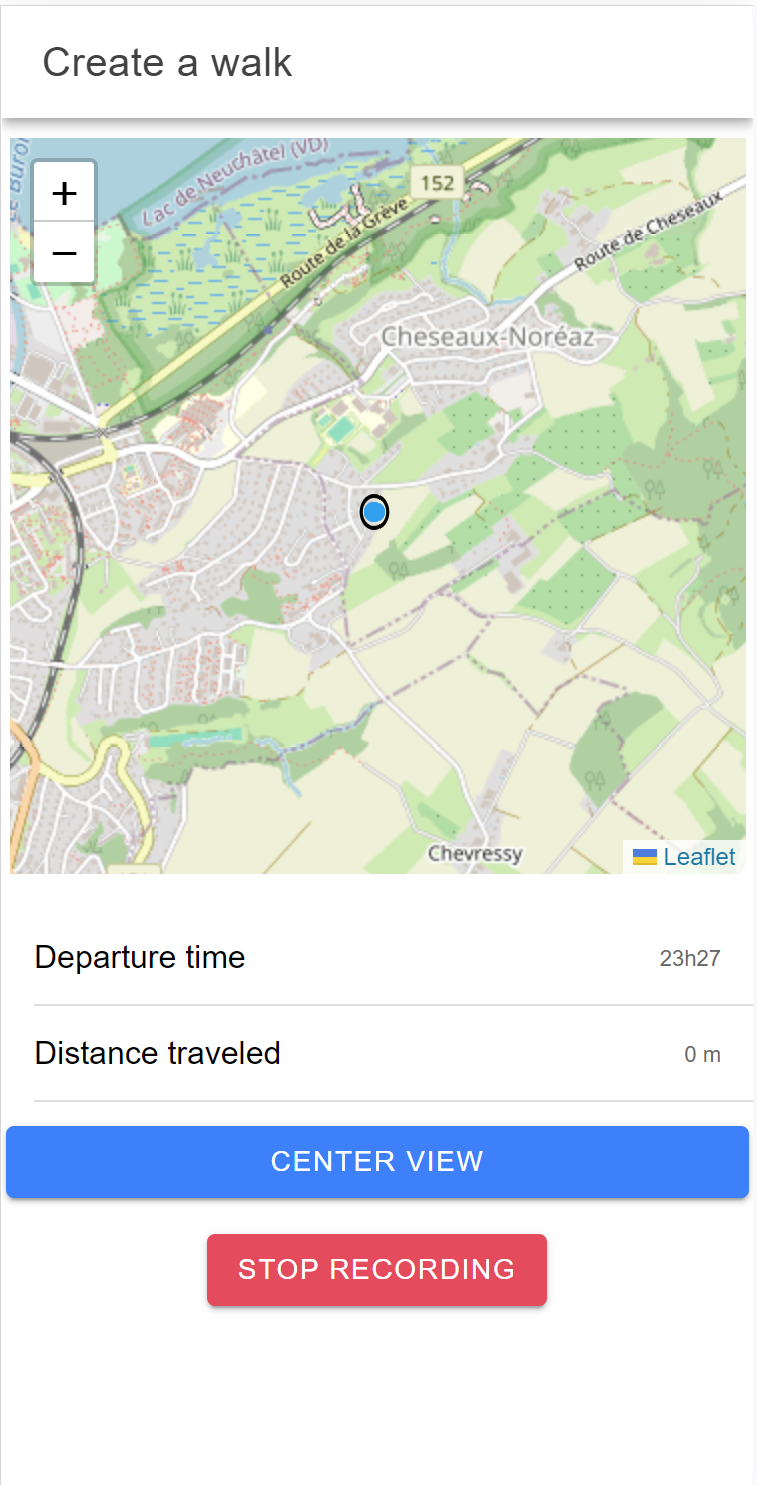 Create a walk
+
−
Lac de Neuchâtel (VD)
152
Route de la Grève
Route de Cheseaux
Cheseaux-Noréaz
Chevressy
Leaflet
Departure time 23h27
Distance traveled 0 m
CENTER VIEW
STOP RECORDING